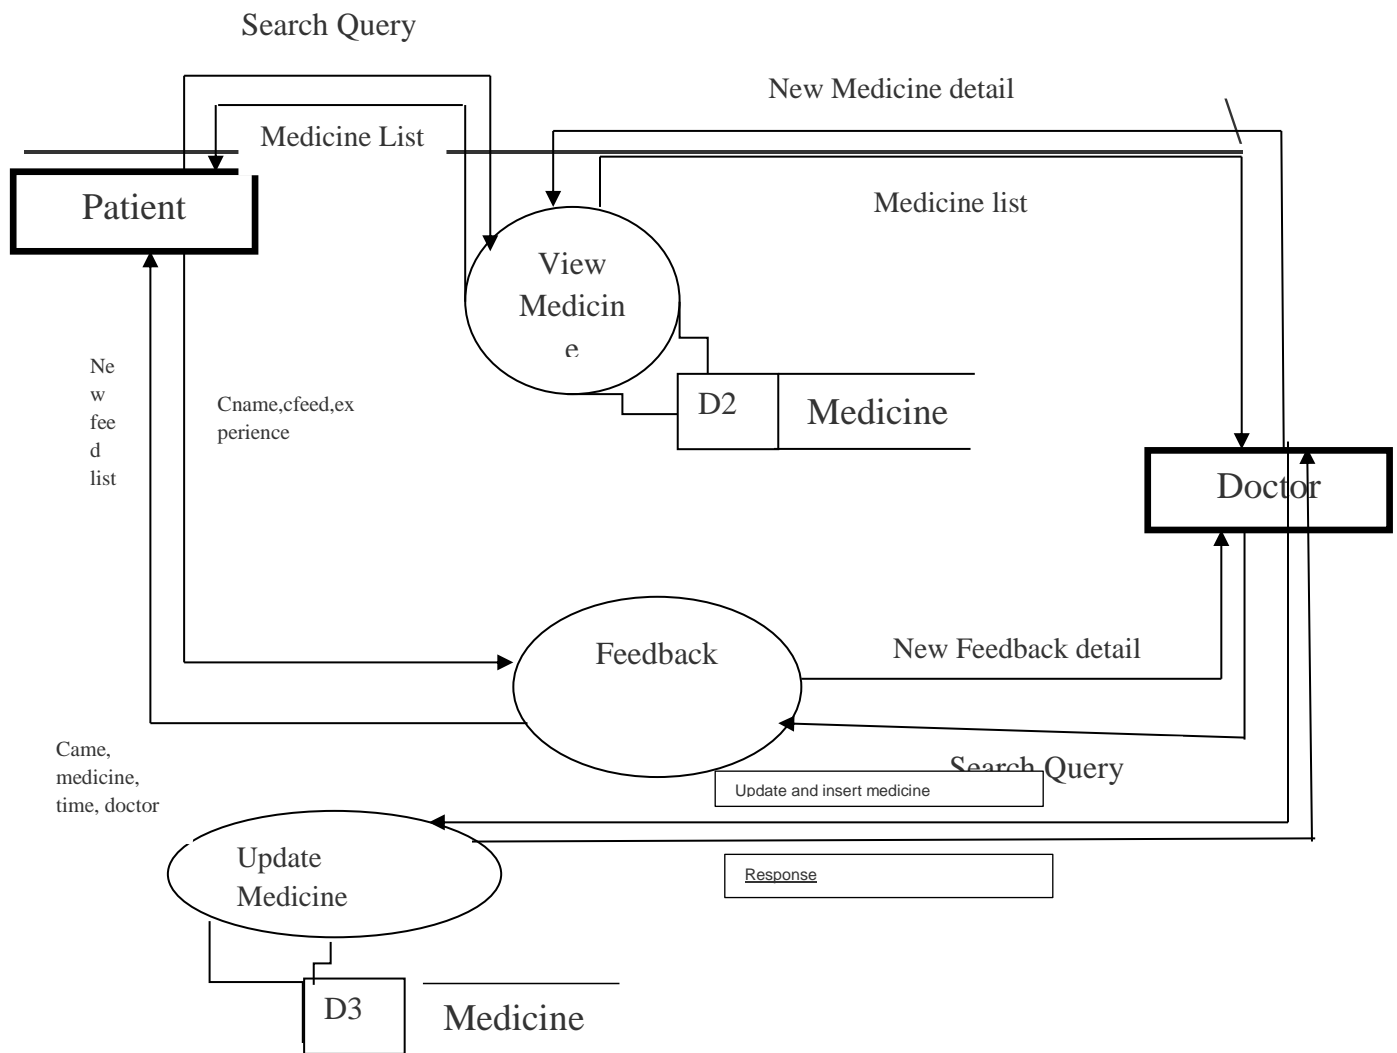 Search Query
New Medicine detail
Medicine List
Patient
Medicine list
View
Medicin
e
Ne
w
fee
d
list
Cname,cfeed,ex
perience
D2
Medicine
Doctor
Feedback
New Feedback detail
Came,
medicine,
time, doctor
Search Query
Update and insert medicine
Update
Medicine
Response
D3
Medicine